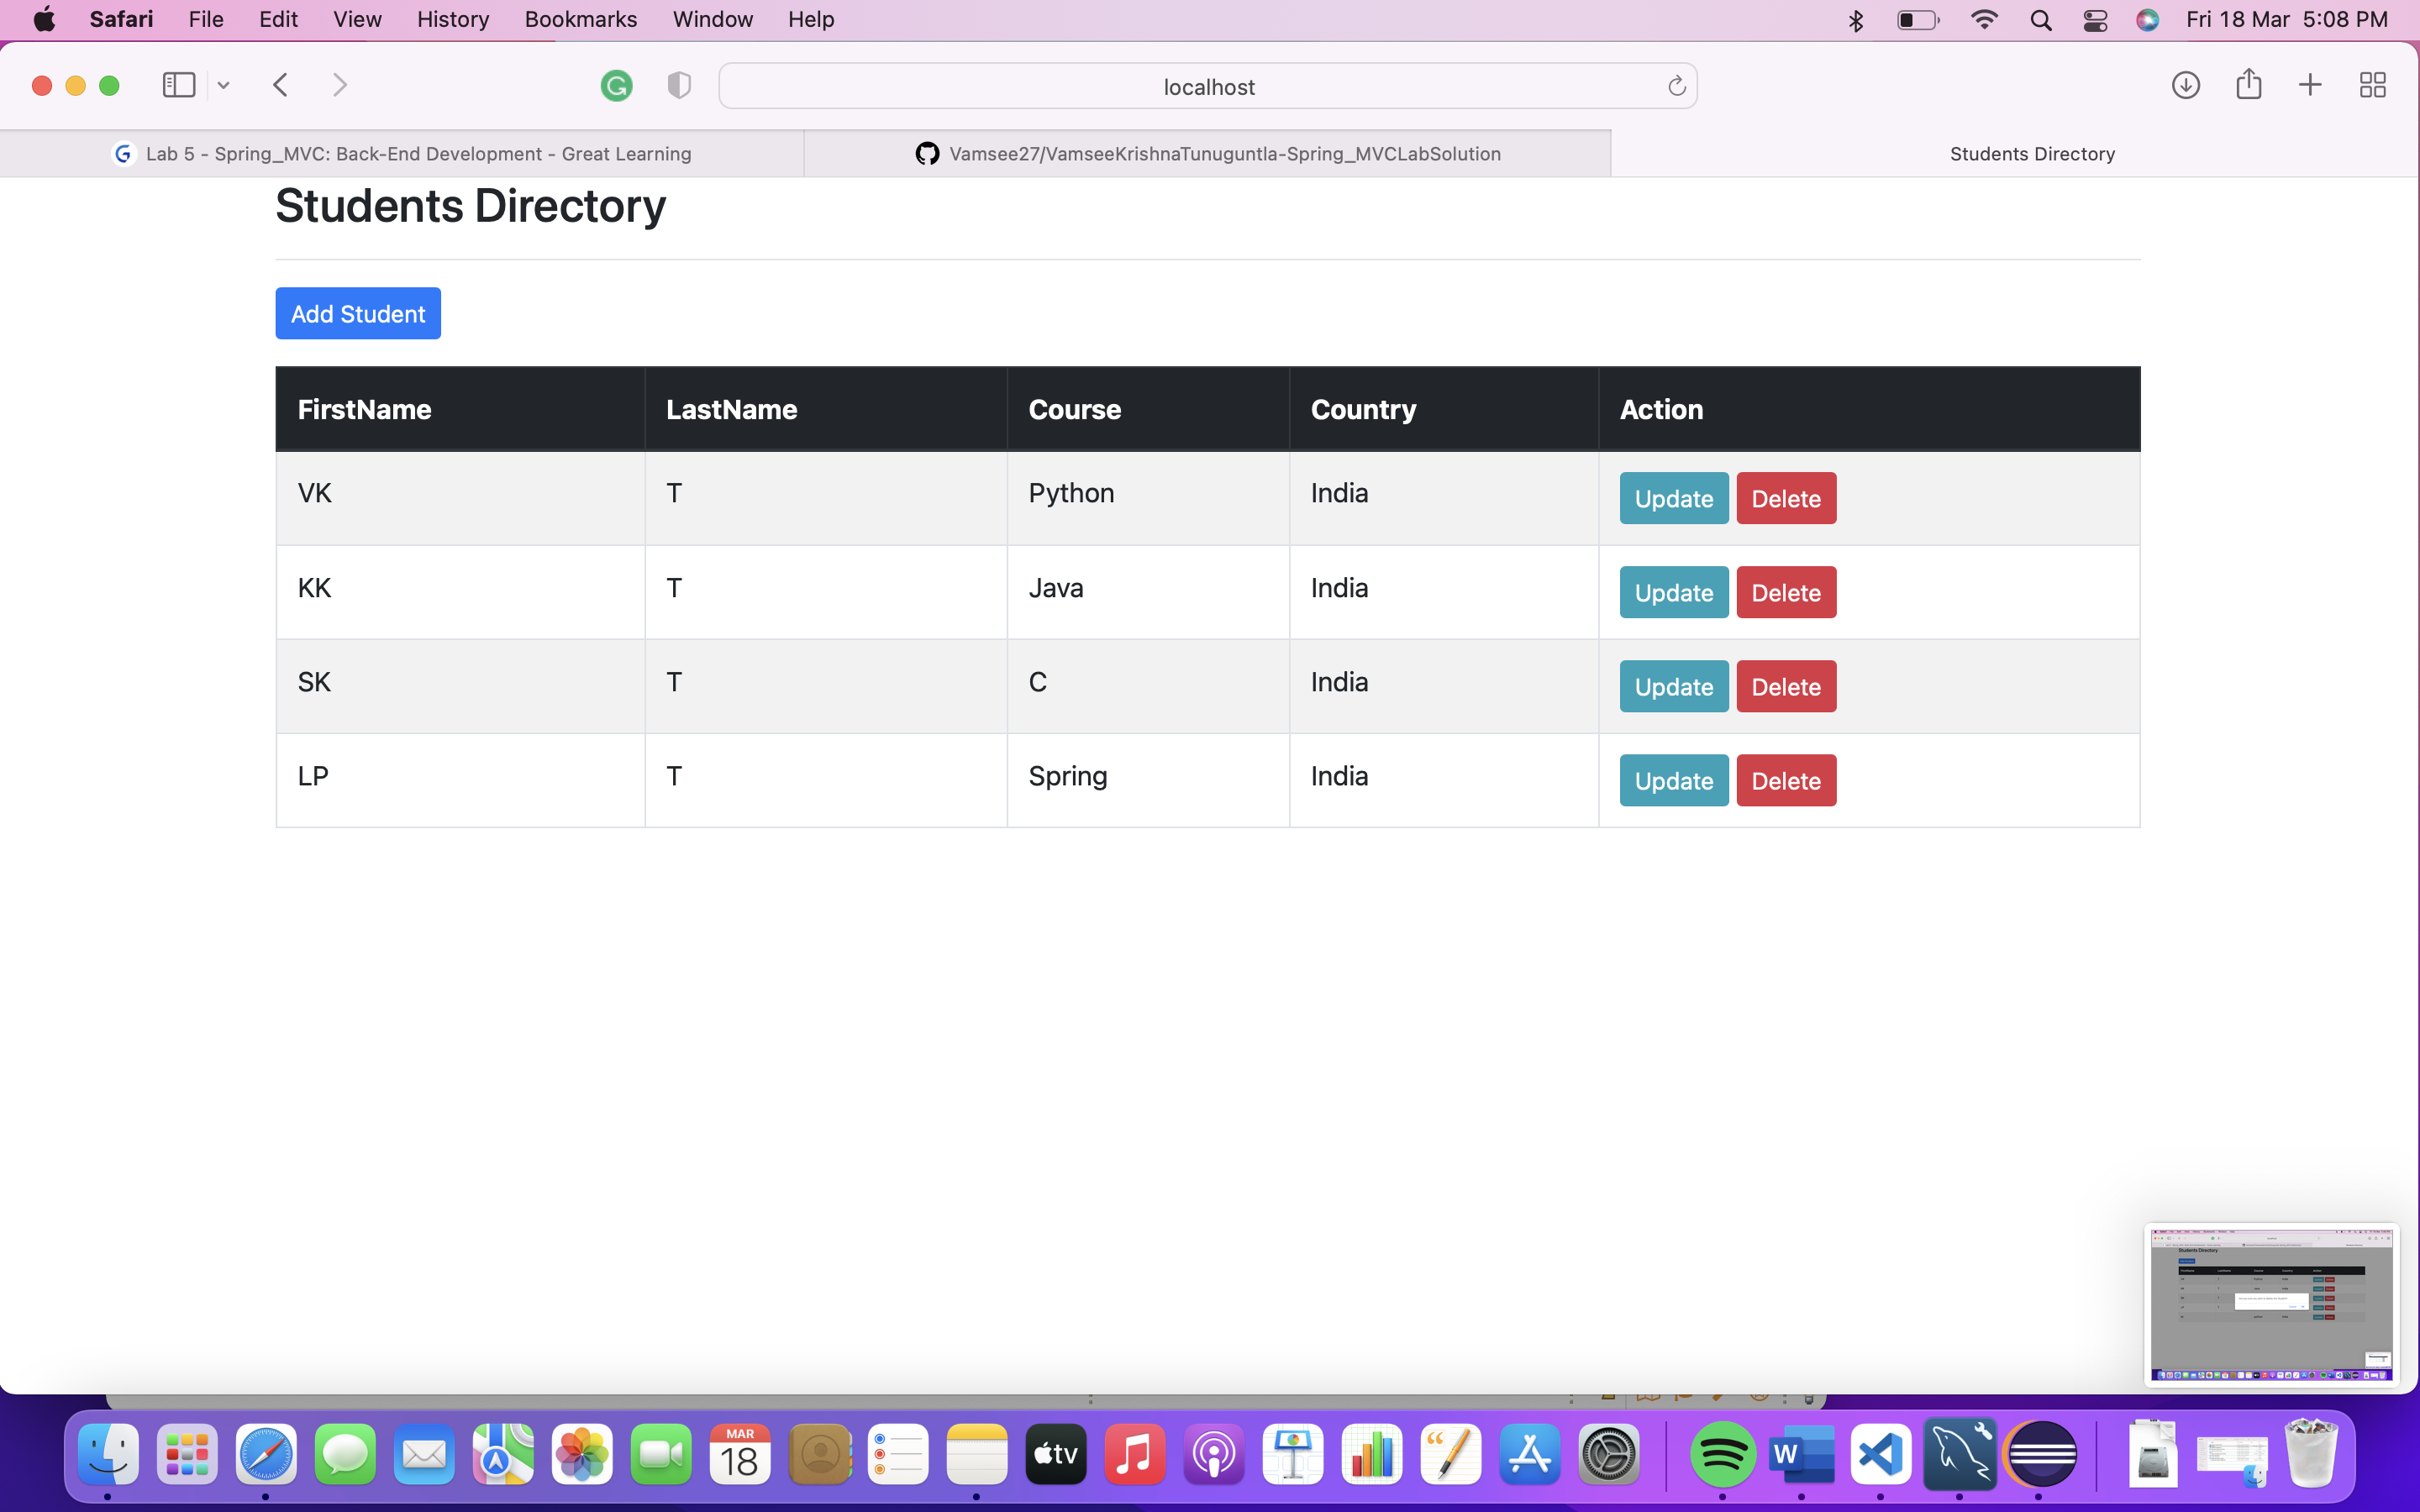 Safari File Edit View History Bookmarks Window Help Fri 18 Mar 5:08 PM
localhost
Lab 5 - Spring_MVC: Back-End Development - Great Learning Vamsee27/VamseeKrishnaTunuguntla-Spring_MVCLabSolution Students Directory
Students Directory
Add Student
FirstName LastName Course Country Action
VK T Python India Update Delete
KK T Java India Update Delete
SK T C India Update Delete
LP T Spring India Update Delete
Students Directory
MAR
18
tv
W